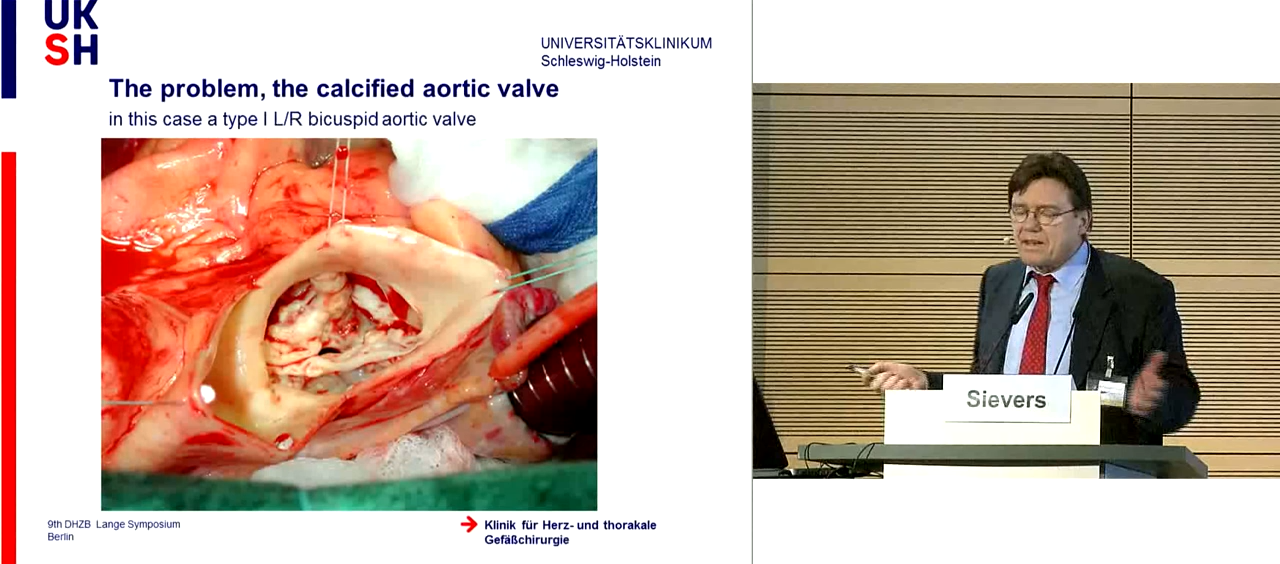 UK
SH
UNIVERSITÄTSKLINIKUM
Schleswig-Holstein
The problem, the calcified aortic valve
in this case a type I L/R bicuspid aortic valve
9th DHZB Lange Symposium
Berlin
Klinik für Herz- und thorakale
Gefäßchirurgie
Sievers